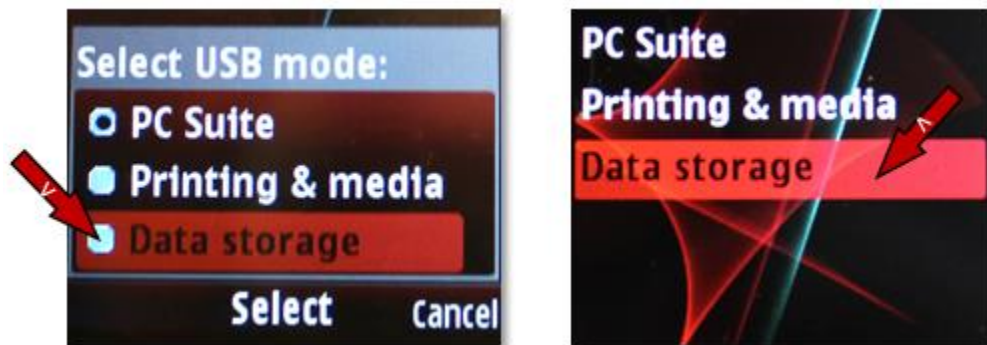 Select USB mode:
PC Suite
Printing & media
Data storage
Select
Cancel
PC Suite
Printing & media
Data storage